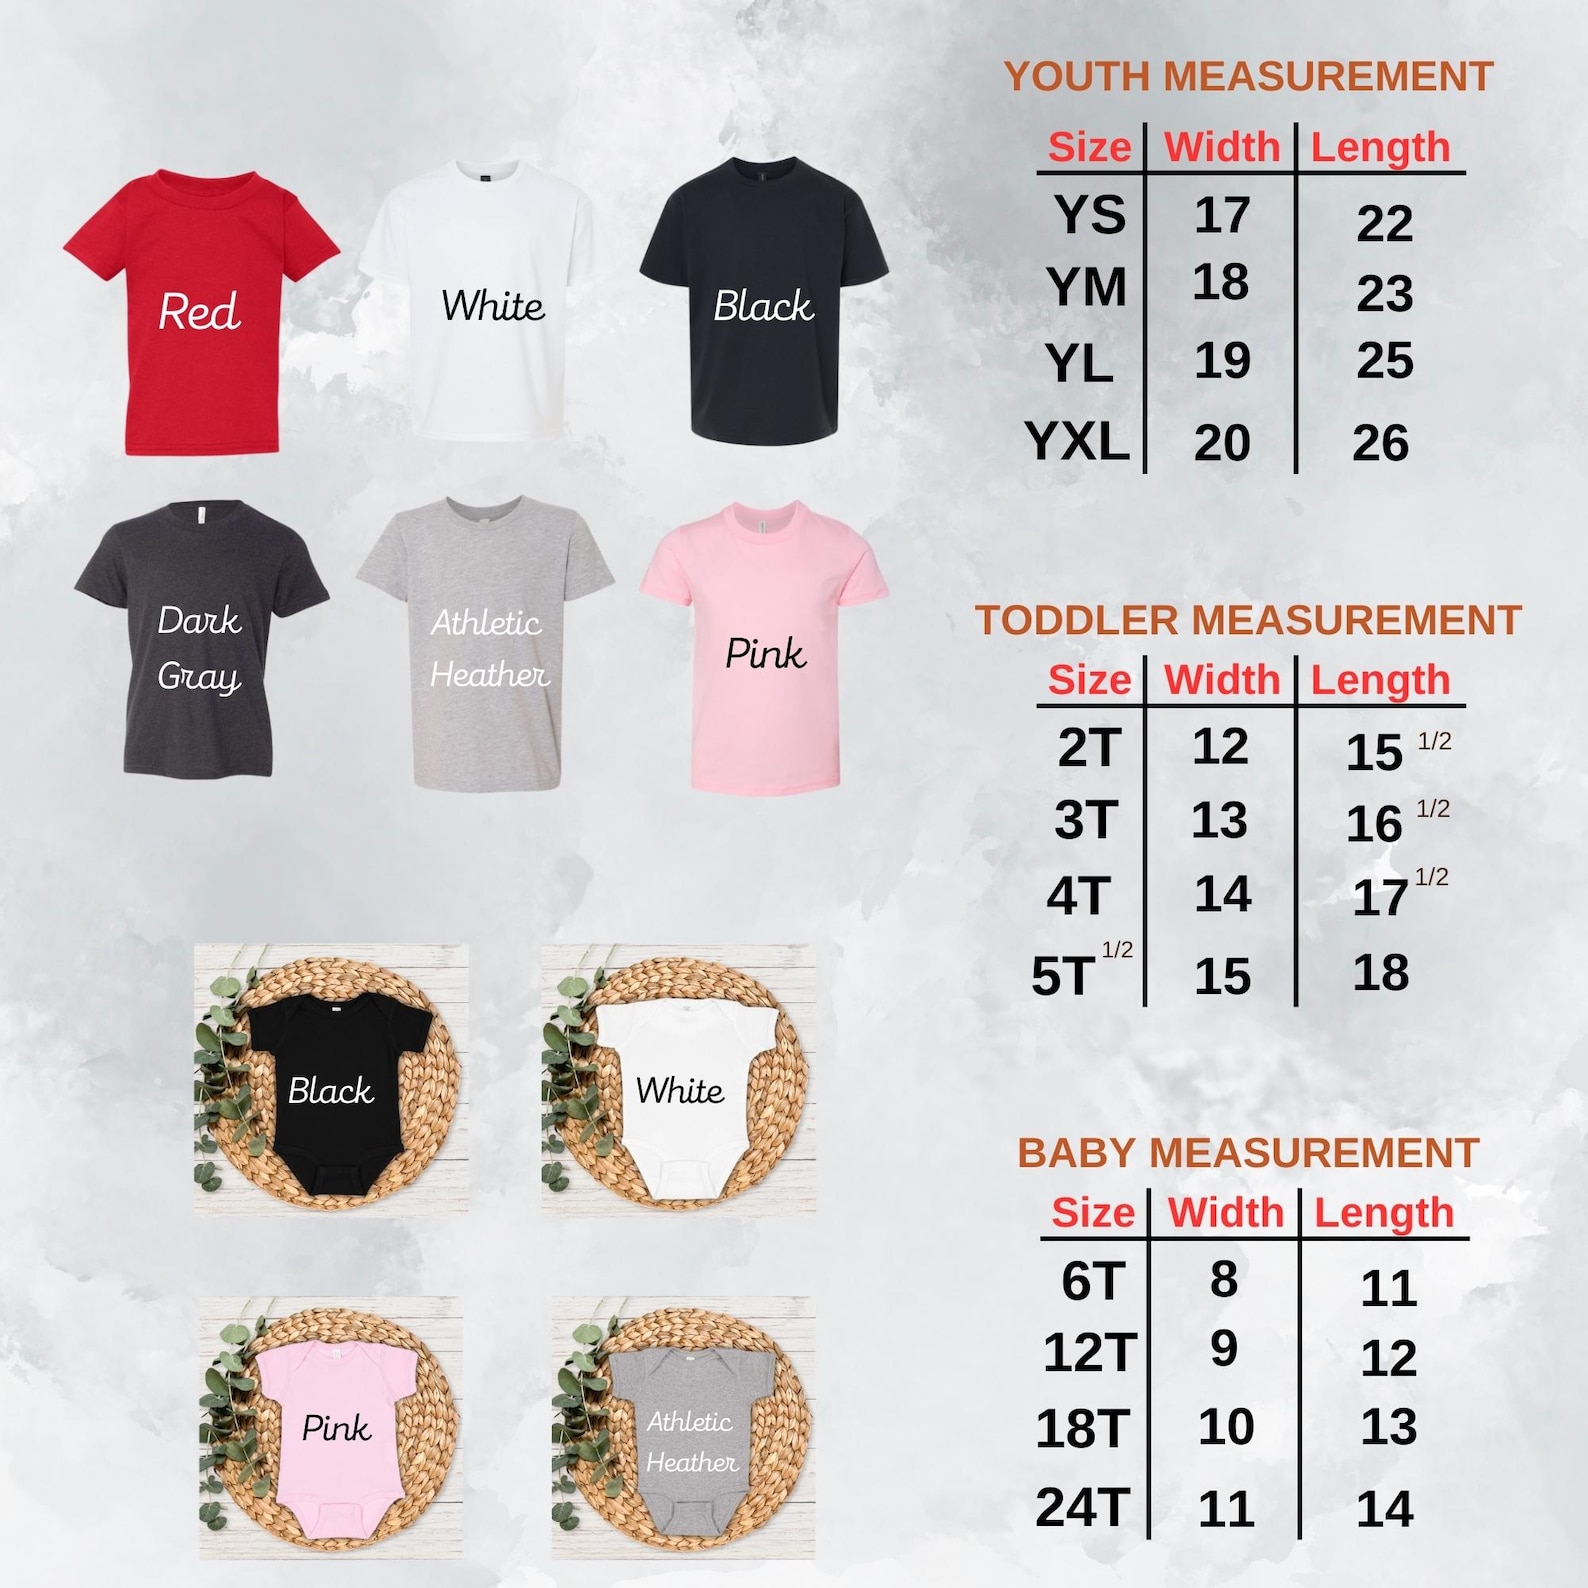 Red
White
Black
Dark
Gray
Athletic
Heather
Pink
Black
White
Pink
Athletic
Heather
YOUTH MEASUREMENT
Size Width Length
YS 17 22
YM 18 23
YL 19 25
YXL 20 26
TODDLER MEASUREMENT
Size Width Length
2T 12 15 1/2
3T 13 16 1/2
4T 14 17 1/2
5T 1/2 15 18
BABY MEASUREMENT
Size Width Length
6T 8 11
12T 9 12
18T 10 13
24T 11 14